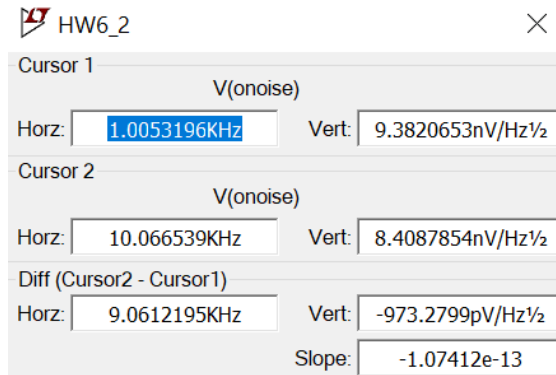 HW6_2
Cursor 1
V(onoise)
Horz: 1.0053196KHz Vert: 9.3820653nV/Hz½
Cursor 2
V(onoise)
Horz: 10.066539KHz Vert: 8.4087854nV/Hz½
Diff (Cursor2 - Cursor1)
Horz: 9.0612195KHz Vert: -973.2799pV/Hz½
Slope: -1.07412e-13